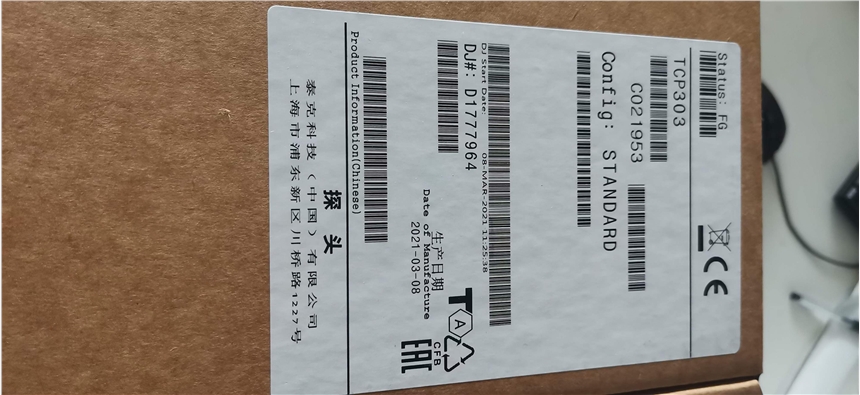 Status: FG
TCP303
C021953
Config: STANDARD
DJ Start Date: 08-MAR-2021 11:25:38
DJ#: D1777964
生产日期
Date of Manufacture
2021-03-08
CFB
Product Information(Chinese)
探头
泰克科技(中国)有限公司
上海市浦东新区川桥路1227号